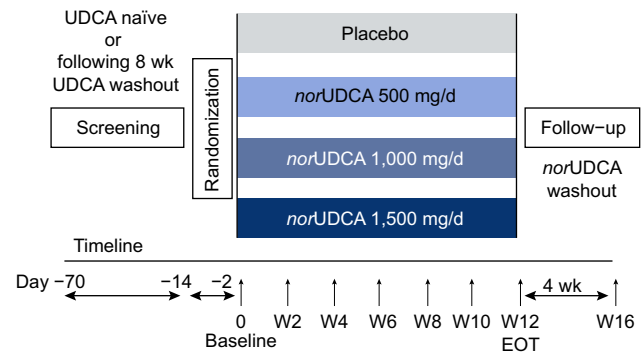 UDCA naïve
or
following 8 wk
UDCA washout
Screening
Randomization
Placebo
norUDCA 500 mg/d
norUDCA 1,000 mg/d
norUDCA 1,500 mg/d
Follow–up
norUDCA
washout
Timeline
Day −70 −14 −2 4 wk
0 W2 W4 W6 W8 W10 W12 W16
Baseline EOT